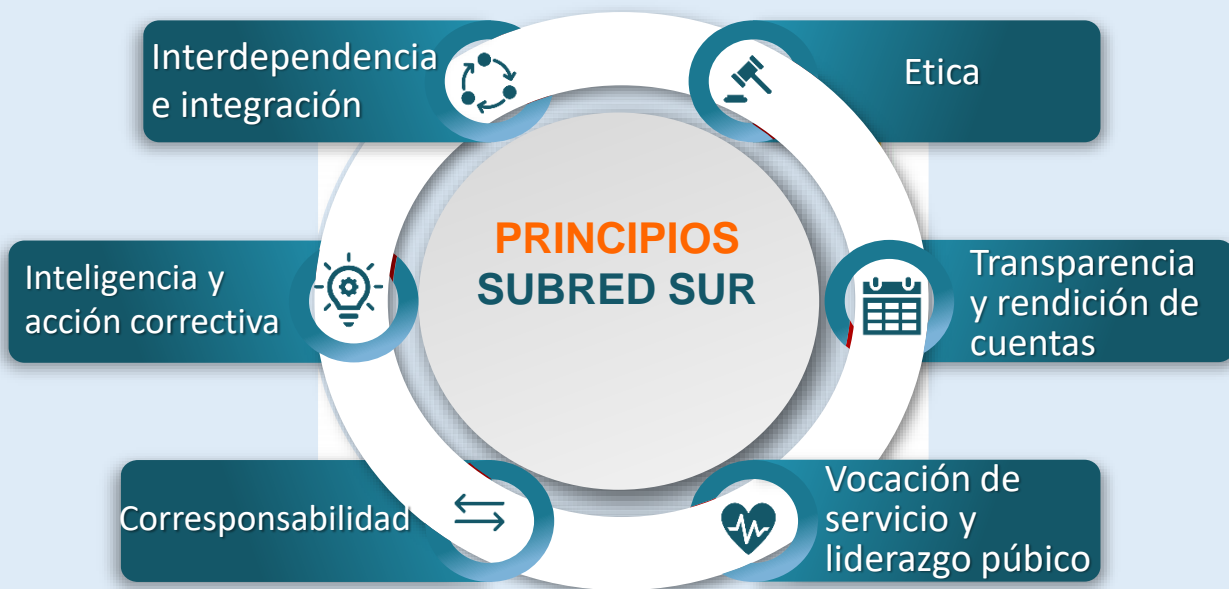 Interdependencia
e integración
Etica
PRINCIPIOS
SUBRED SUR
Inteligencia y
acción correctiva
Transparencia
y rendición de
cuentas
Corresponsabilidad
Vocación de
servicio y
liderazgo púbico